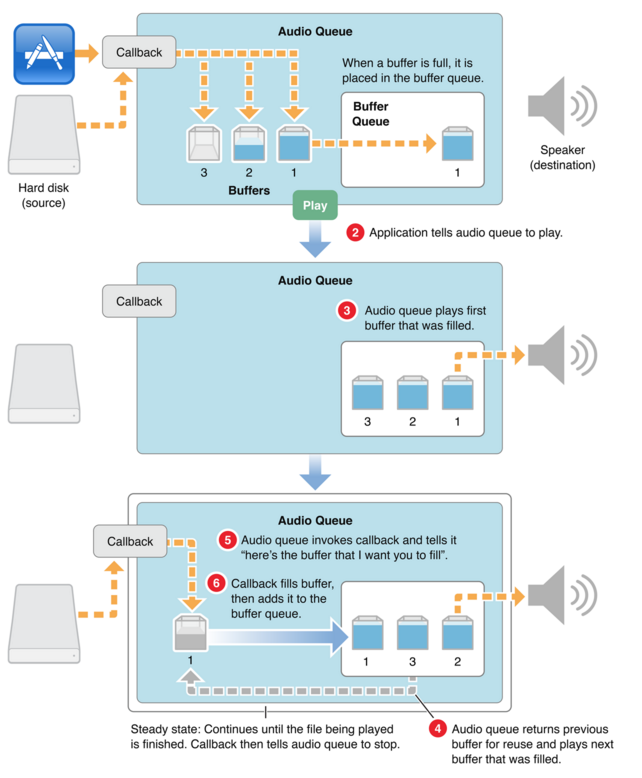 Audio Queue
Callback
When a buffer is full, it is
placed in the buffer queue.
Buffer
Queue
3
2
1
1
Buffers
Hard disk
(source)
Speaker
(destination)
Play
2 Application tells audio queue to play.
Audio Queue
Callback
3 Audio queue plays first
buffer that was filled.
3
2
1
Audio Queue
Callback
5 Audio queue invokes callback and tells it
“here’s the buffer that I want you to fill”.
6 Callback fills buffer,
then adds it to the
buffer queue.
1
1
3
2
Steady state: Continues until the file being played
is finished. Callback then tells audio queue to stop.
4 Audio queue returns previous
buffer for reuse and plays next
buffer that was filled.